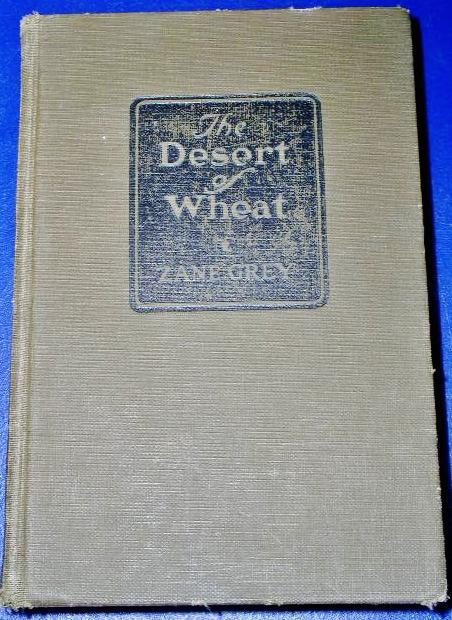 The
Desert
of
Wheat
ZANE GREY